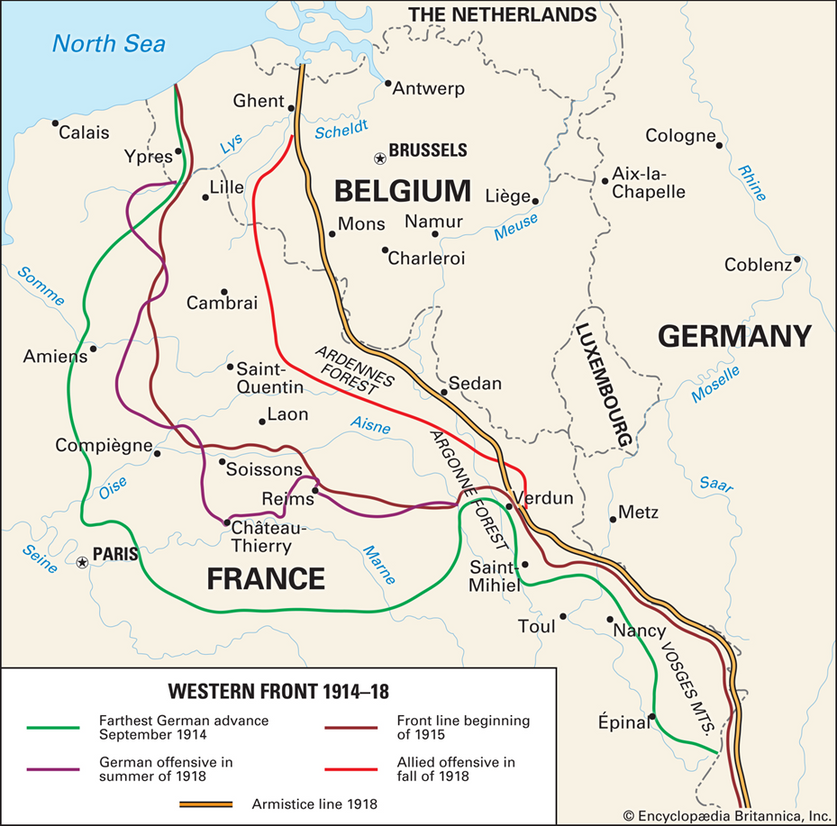 THE NETHERLANDS
North Sea
Antwerp
Ghent
Calais
Scheldt
Lys
Ypres
BRUSSELS
Cologne
Lille
BELGIUM
Liège
Aix-la-
Chapelle
Rhine
Mons
Namur
Meuse
Charleroi
Coblenz
Somme
Cambrai
GERMANY
LUXEMBOURG
Amiens
ARDENNES
FOREST
Saint-
Quentin
Sedan
Moselle
Laon
Aisne
Compiègne
ARGONNE FOREST
Soissons
Oise
Reims
Verdun
Saar
Metz
Château-
Thierry
Seine
PARIS
Marne
FRANCE
Saint-
Mihiel
Toul
Nancy
VOSGES MTS.
Épinal
WESTERN FRONT 1914–18
Farthest German advance
September 1914
Front line beginning
of 1915
German offensive in
summer of 1918
Allied offensive in
fall of 1918
Armistice line 1918
© Encyclopædia Britannica, Inc.